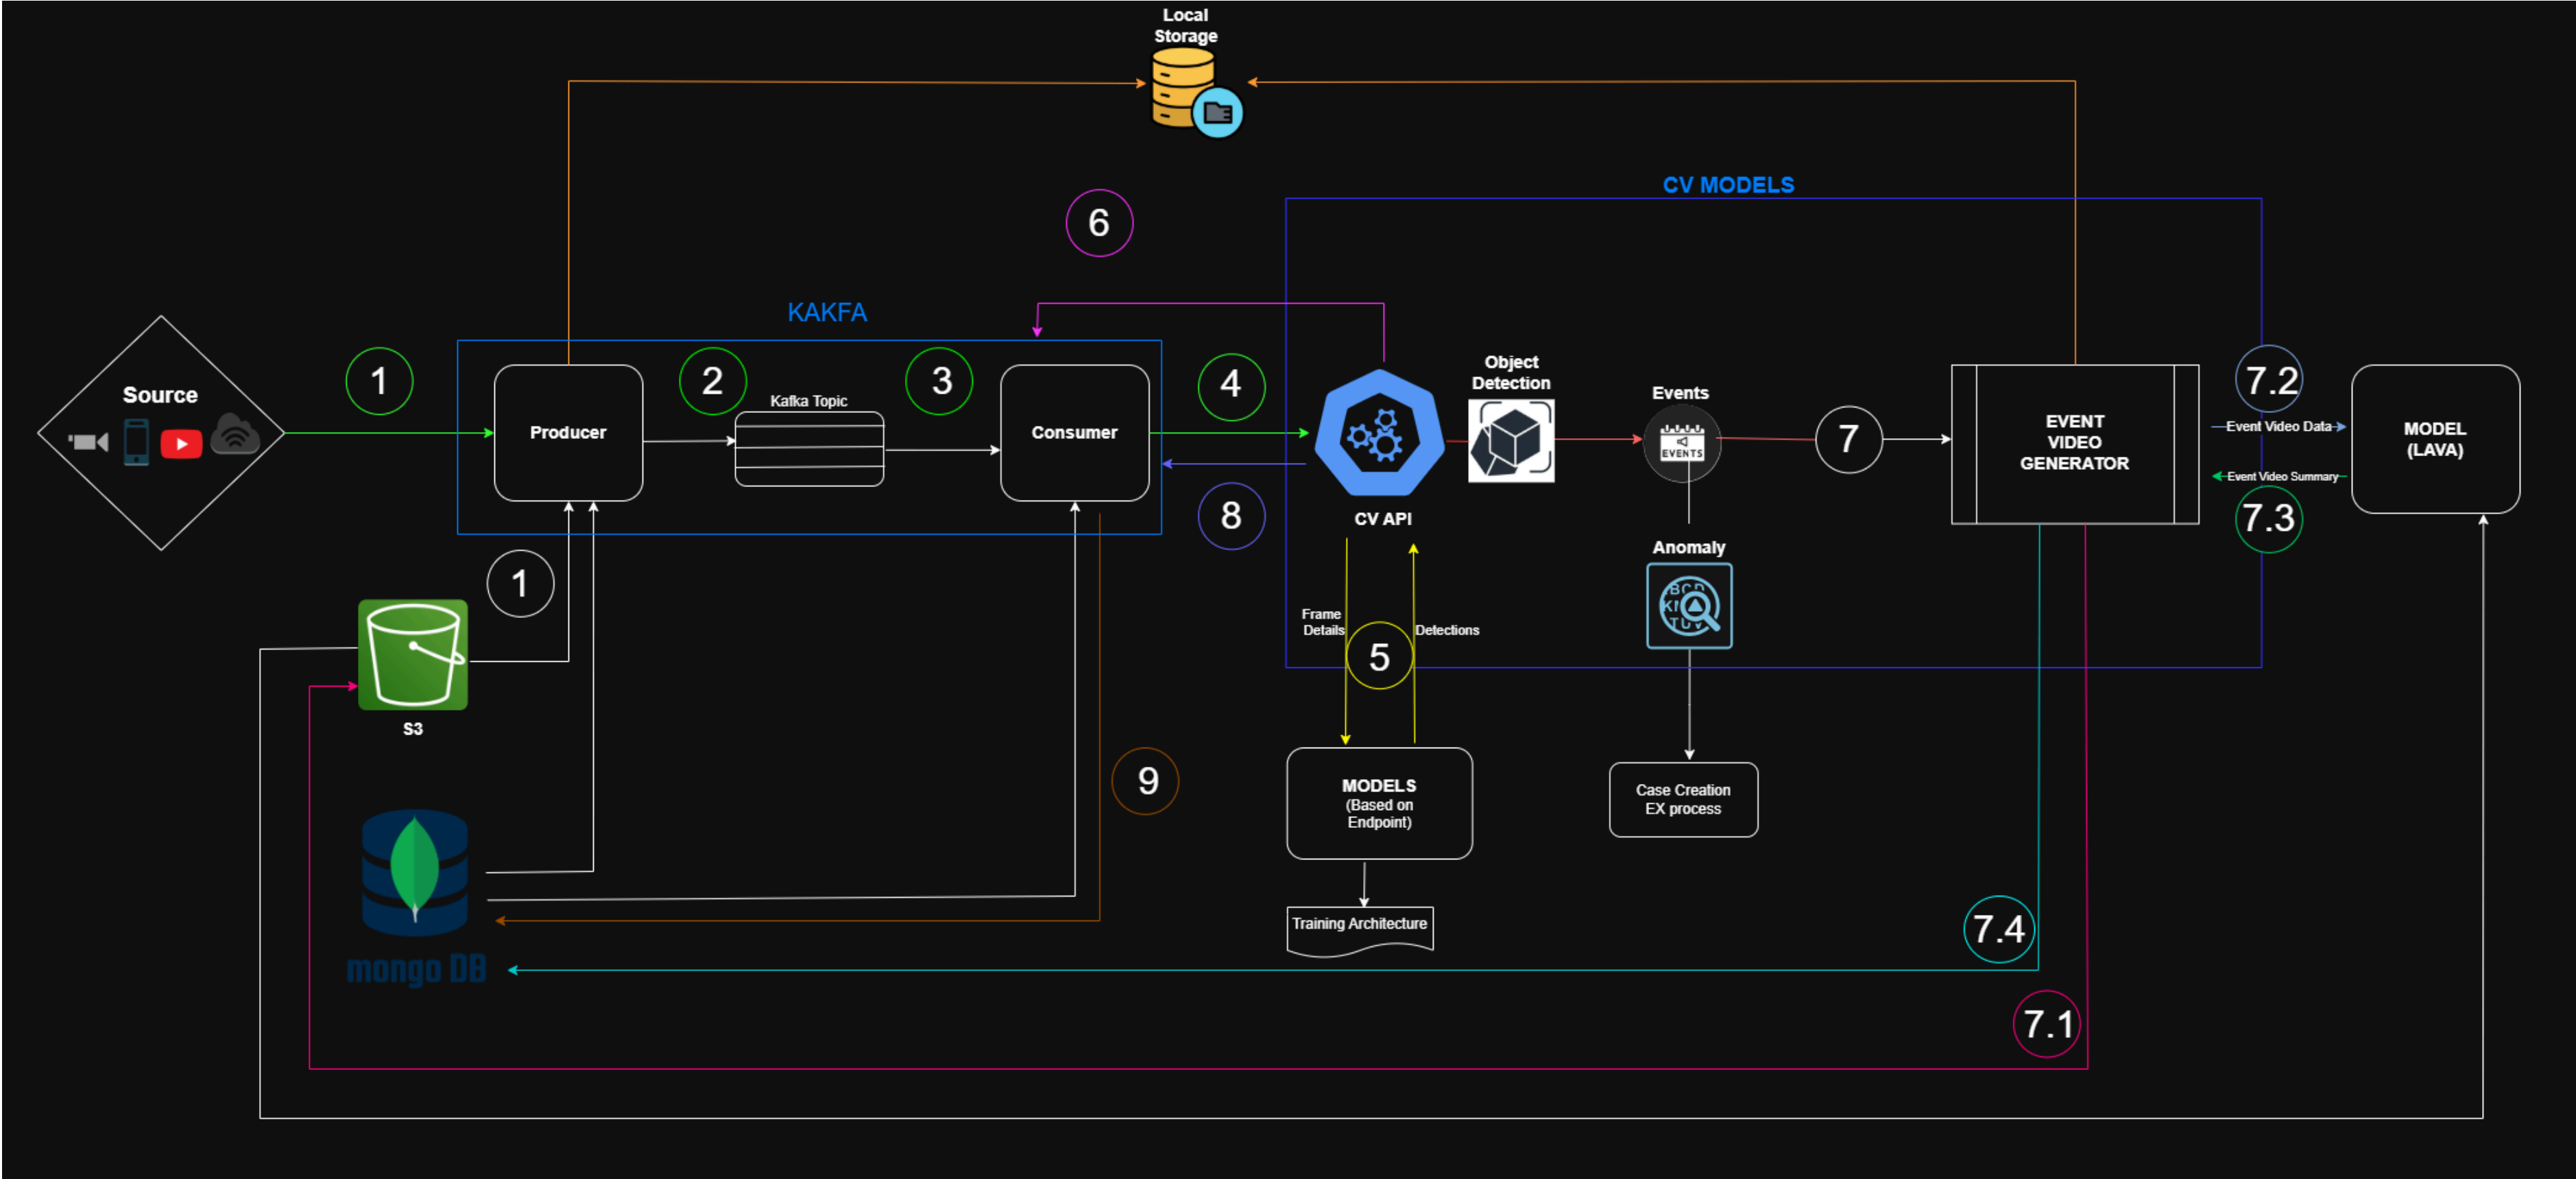 Local
Storage
CV MODELS
6
KAKFA
Source
1
Producer
2
Kafka Topic
3
Consumer
4
8
CV API
Object
Detection
Events
EVENTS
7
EVENT
VIDEO
GENERATOR
7.2
Event Video Data
Event Video Summary
7.3
MODEL
(LAVA)
1
S3
Anomaly
Frame
Details
5
Detections
9
MODELS
(Based on
Endpoint)
Case Creation
EX process
Training Architecture
mongo DB
7.4
7.1